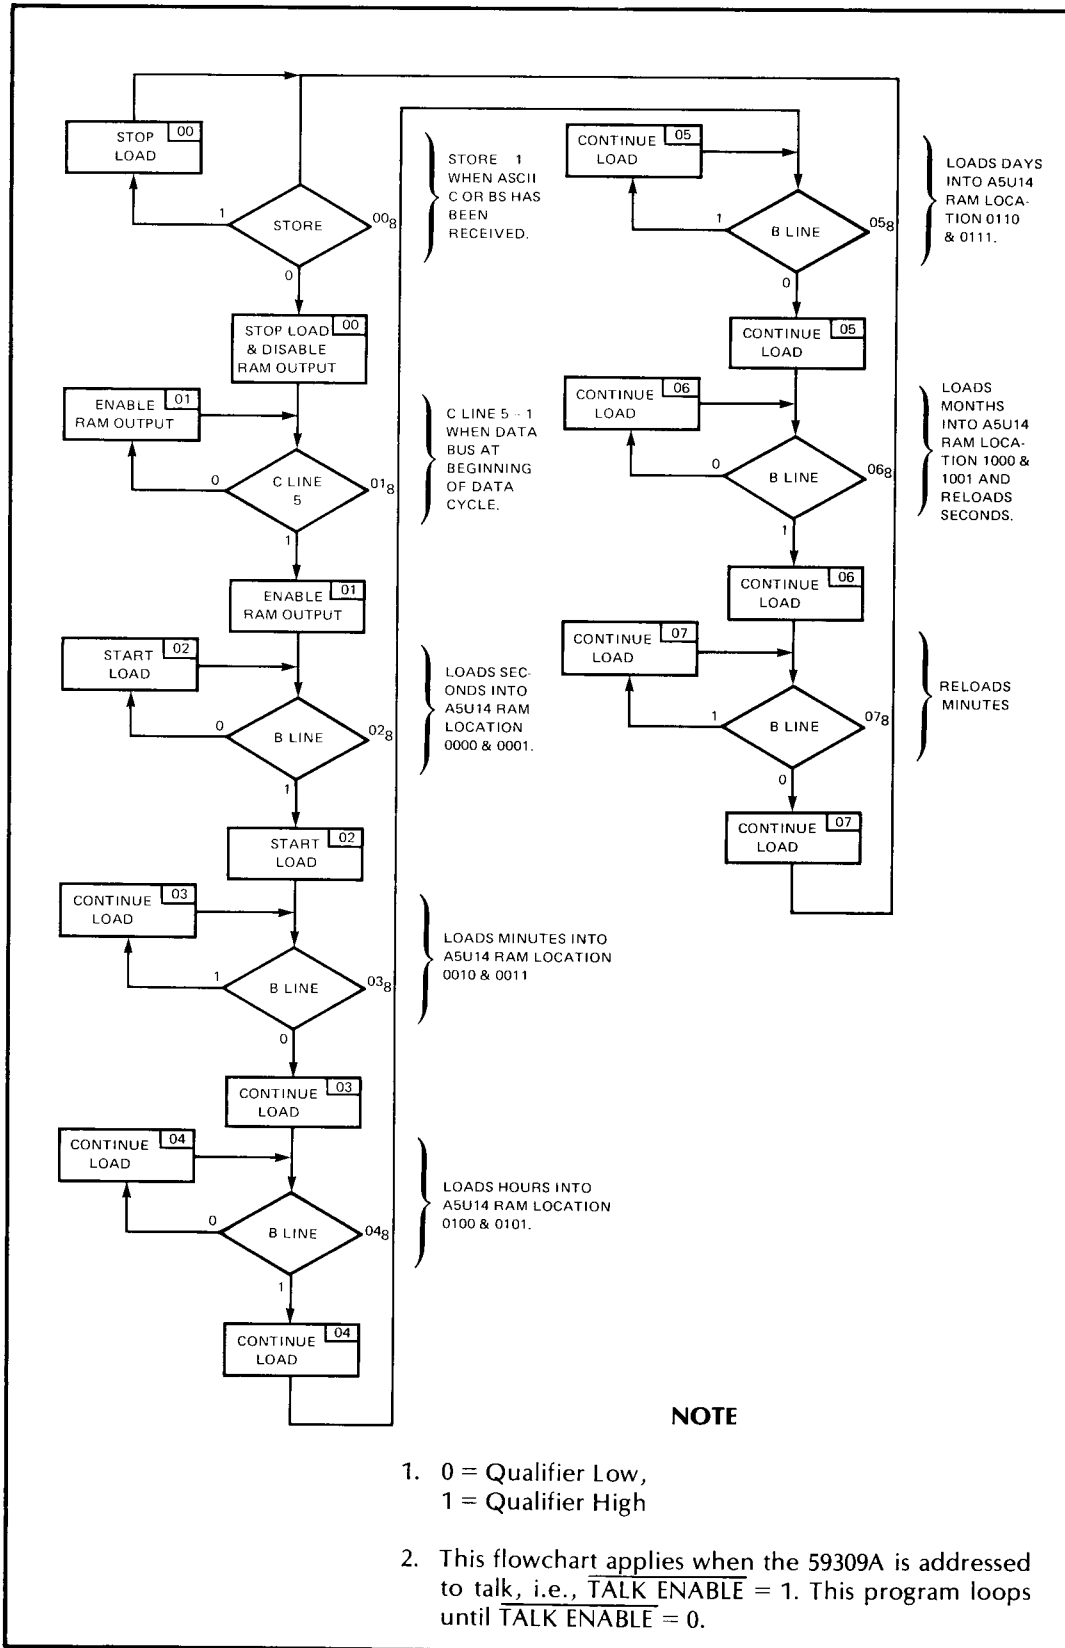 00
STOP
LOAD
1
STORE
00₈
0
STORE 1
WHEN ASCII
C OR BS HAS
BEEN
RECEIVED.
00
STOP LOAD
& DISABLE
RAM OUTPUT
01
ENABLE
RAM OUTPUT
0
C LINE
5
01₈
1
C LINE 5 - 1
WHEN DATA
BUS AT
BEGINNING
OF DATA
CYCLE.
01
ENABLE
RAM OUTPUT
02
START
LOAD
0
B LINE
02₈
1
LOADS SEC-
ONDS INTO
A5U14 RAM
LOCATION
0000 & 0001.
02
START
LOAD
03
CONTINUE
LOAD
1
B LINE
03₈
0
LOADS MINUTES INTO
A5U14 RAM LOCATION
0010 & 0011
03
CONTINUE
LOAD
04
CONTINUE
LOAD
0
B LINE
04₈
1
LOADS HOURS INTO
A5U14 RAM LOCATION
0100 & 0101.
04
CONTINUE
LOAD
05
CONTINUE
LOAD
1
B LINE
05₈
0
LOADS DAYS
INTO A5U14
RAM LOCA-
TION 0110
& 0111.
05
CONTINUE
LOAD
06
CONTINUE
LOAD
0
B LINE
06₈
1
LOADS
MONTHS
INTO A5U14
RAM LOCA-
TION 1000 &
1001 AND
RELOADS
SECONDS.
06
CONTINUE
LOAD
07
CONTINUE
LOAD
1
B LINE
07₈
0
RELOADS
MINUTES
07
CONTINUE
LOAD
NOTE
1. 0 = Qualifier Low,
1 = Qualifier High
2. This flowchart applies when the 59309A is addressed
to talk, i.e., TALK ENABLE = 1. This program loops
until TALK ENABLE = 0.